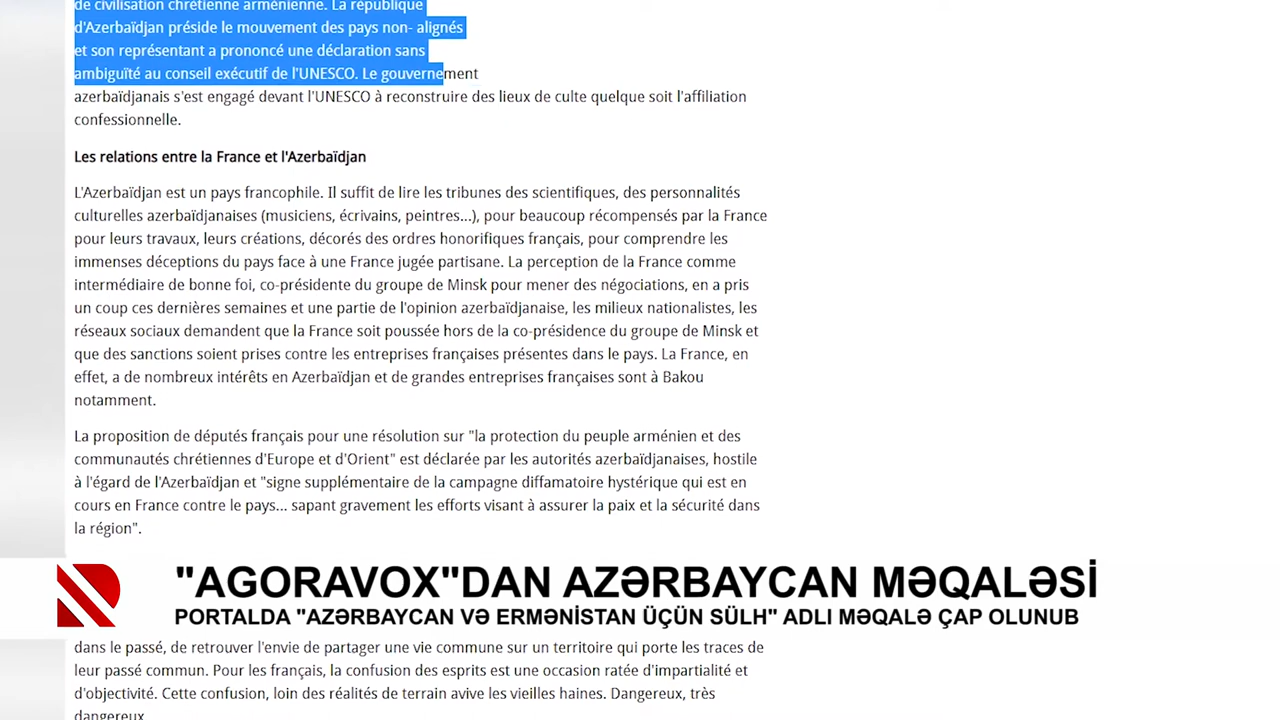 de civilisation chrétienne arménienne. La république
d'Azerbaïdjan préside le mouvement des pays non- alignés
et son représentant a prononcé une déclaration sans
ambiguïté au conseil exécutif de l'UNESCO. Le gouvernement
azerbaïdjanais s'est engagé devant l'UNESCO à reconstruire des lieux de culte quelque soit l'affiliation
confessionnelle.
Les relations entre la France et l'Azerbaïdjan
L'Azerbaïdjan est un pays francophile. Il suffit de lire les tribunes des scientifiques, des personnalités
culturelles azerbaïdjanaises (musiciens, écrivains, peintres...), pour beaucoup récompensés par la France
pour leurs travaux, leurs créations, décorés des ordres honorifiques français, pour comprendre les
immenses déceptions du pays face à une France jugée partisane. La perception de la France comme
intermédiaire de bonne foi, co-présidente du groupe de Minsk pour mener des négociations, en a pris
un coup ces dernières semaines et une partie de l'opinion azerbaïdjanaise, les milieux nationalistes, les
réseaux sociaux demandent que la France soit poussée hors de la co-présidence du groupe de Minsk et
que des sanctions soient prises contre les entreprises françaises présentes dans le pays. La France, en
effet, a de nombreux intérêts en Azerbaïdjan et de grandes entreprises françaises sont à Bakou
notamment.
La proposition de députés français pour une résolution sur "la protection du peuple arménien et des
communautés chrétiennes d'Europe et d'Orient" est déclarée par les autorités azerbaïdjanaises, hostile
à l'égard de l'Azerbaïdjan et "signe supplémentaire de la campagne diffamatoire hystérique qui est en
cours en France contre le pays... sapant gravement les efforts visant à assurer la paix et la sécurité dans
la région".
"AGORAVOX"DAN AZƏRBAYCAN MƏQALƏSİ
PORTALDA "AZƏRBAYCAN VƏ ERMƏNİSTAN ÜÇÜN SÜLH" ADLI MƏQALƏ ÇAP OLUNUB
dans le passé, de retrouver l'envie de partager une vie commune sur un territoire qui porte les traces de
leur passé commun. Pour les français, la confusion des esprits est une occasion ratée d'impartialité et
d'objectivité. Cette confusion, loin des réalités de terrain avive les vieilles haines. Dangereux, très
dangereux